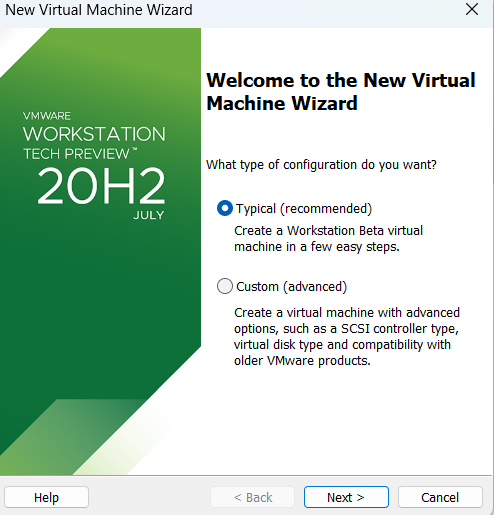 New Virtual Machine Wizard
VMWARE
WORKSTATION
TECH PREVIEW™
20H2
JULY
Welcome to the New Virtual
Machine Wizard
What type of configuration do you want?
Typical (recommended)
Create a Workstation Beta virtual
machine in a few easy steps.
Custom (advanced)
Create a virtual machine with advanced
options, such as a SCSI controller type,
virtual disk type and compatibility with
older VMware products.
Help
< Back
Next >
Cancel